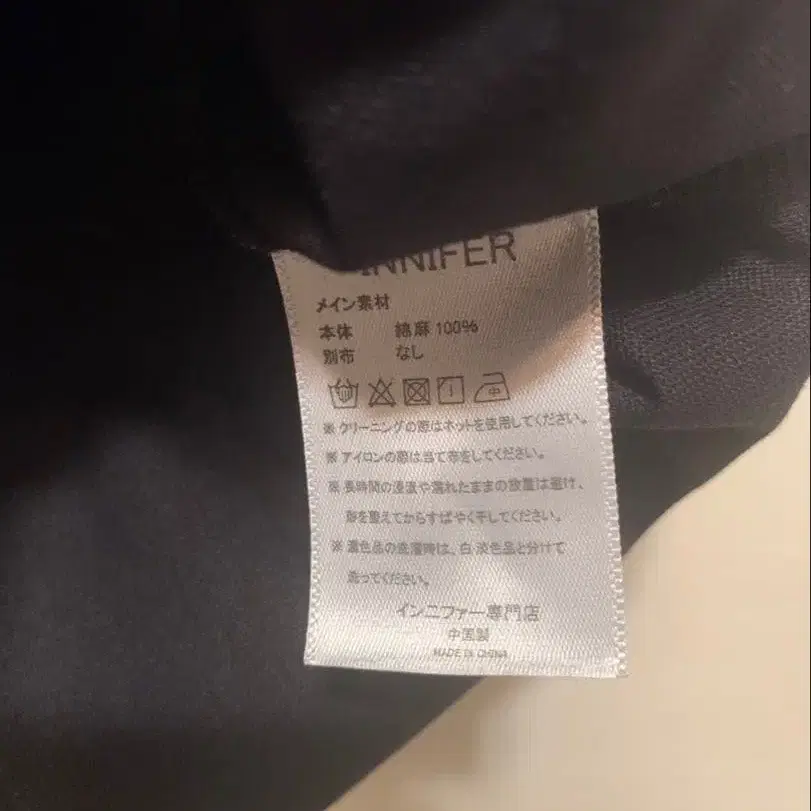 INNIFER
メイン素材
本体 綿麻100%
別布 なし
中
※クリーニングの際はネットを使用してください。
※アイロンの際は当て布をしてください。
※長時間の浸漬や濡れたままの放置は避け、
形を整えてからすばやく干してください。
※濃色品の洗濯時は、白・淡色品と分けて
洗ってください。
インニファー専門店
中国製
MADE IN CHINA